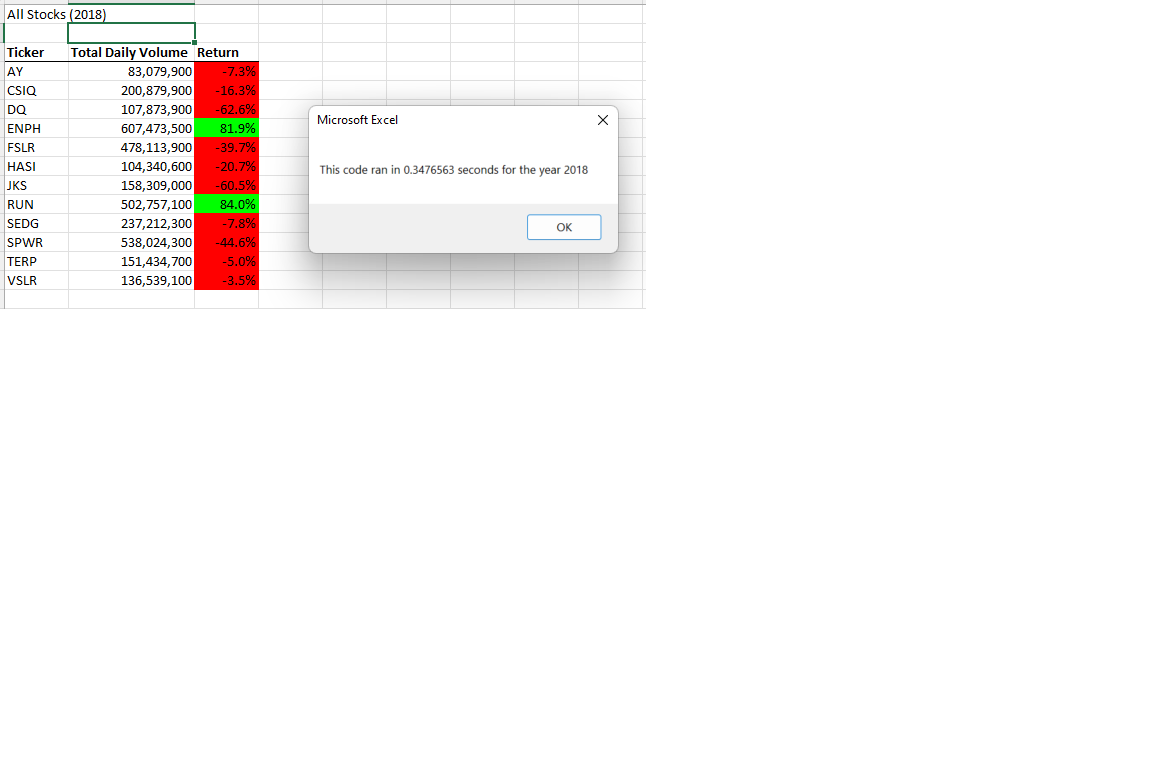 All Stocks (2018)
Ticker Total Daily Volume Return
AY 83,079,900 -7.3%
CSIQ 200,879,900 -16.3%
DQ 107,873,900 -62.6%
ENPH 607,473,500 81.9%
FSLR 478,113,900 -39.7%
HASI 104,340,600 -20.7%
JKS 158,309,000 -60.5%
RUN 502,757,100 84.0%
SEDG 237,212,300 -7.8%
SPWR 538,024,300 -44.6%
TERP 151,434,700 -5.0%
VSLR 136,539,100 -3.5%
Microsoft Excel
This code ran in 0.3476563 seconds for the year 2018
OK